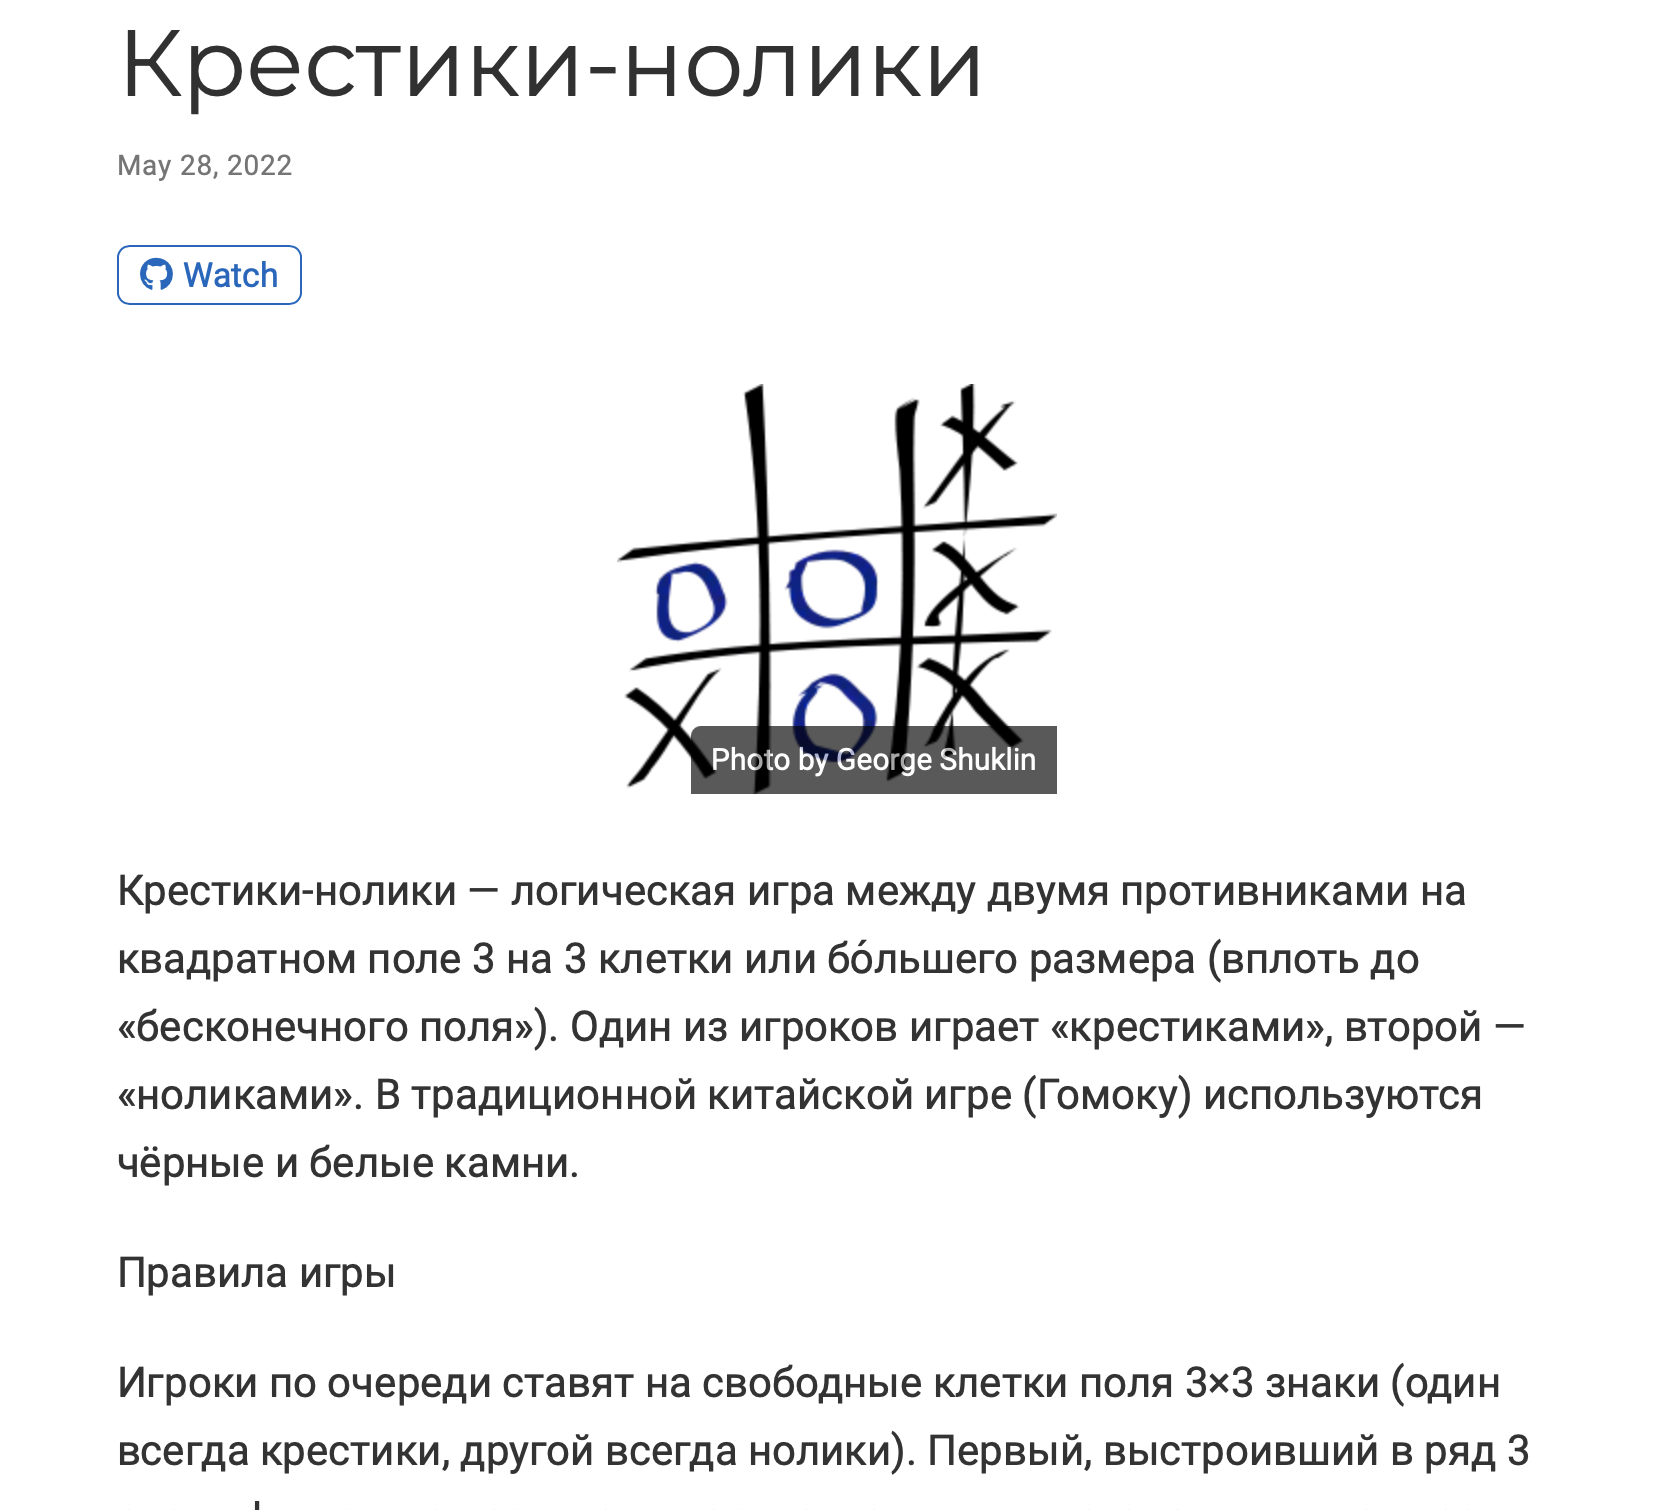 Крестики-нолики
May 28, 2022
Watch
X
O O X
X O X
Photo by George Shuklin
Крестики-нолики — логическая игра между двумя противниками на
квадратном поле 3 на 3 клетки или бо́льшего размера (вплоть до
«бесконечного поля»). Один из игроков играет «крестиками», второй —
«ноликами». В традиционной китайской игре (Гомоку) используются
чёрные и белые камни.
Правила игры
Игроки по очереди ставят на свободные клетки поля 3×3 знаки (один
всегда крестики, другой всегда нолики). Первый, выстроивший в ряд 3